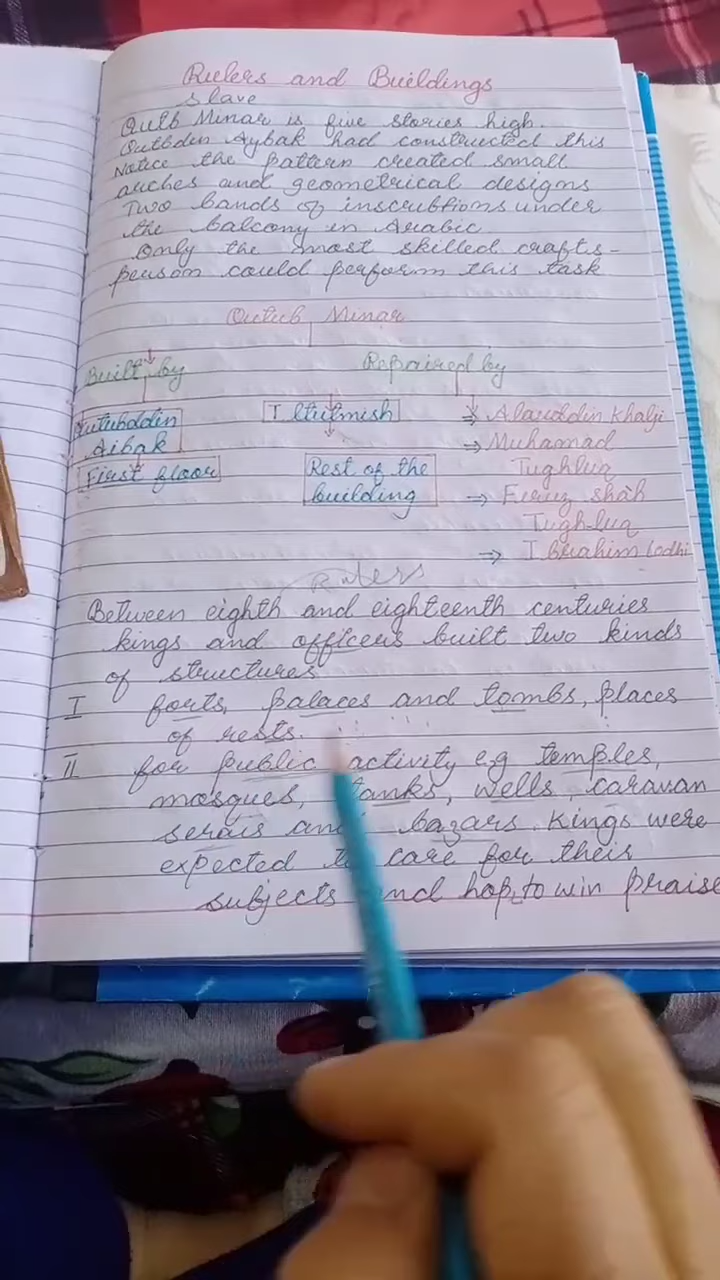 Rulers and Buildings
Slave
Qutb Minar is five stories high.
Qutbdin Aybak had constructed this
Notice the pattern created small
arches and geometrical designs
Two bands of inscrubtions under
the balcony in Arabic.
Only the most skilled crafts-
person could perform this task
Qutub Minar
Built by
Repaired by
Qutubddin
Aibak
First floor
Iltutmish
Rest of the
building
→ Alauddin Khalji
→ Muhamad
Tughluq
→ Firuz shah
Tughluq
→ Ibrahim Lodhi
Rulers
Between eighth and eighteenth centuries
kings and officers built two kinds
of structures
I forts, palaces and tombs, places
of rests.
II for public activity e.g temples,
mosques, tanks, wells, caravan
serais and bazars. Kings were
expected to care for their
subjects and hop to win praise